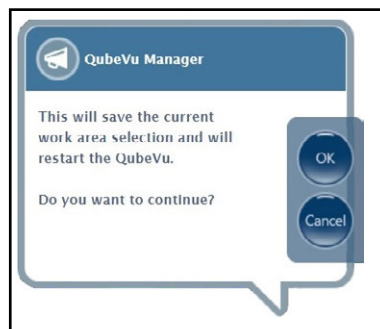 QubeVu Manager
This will save the current
work area selection and will
restart the QubeVu.
Do you want to continue?
OK
Cancel